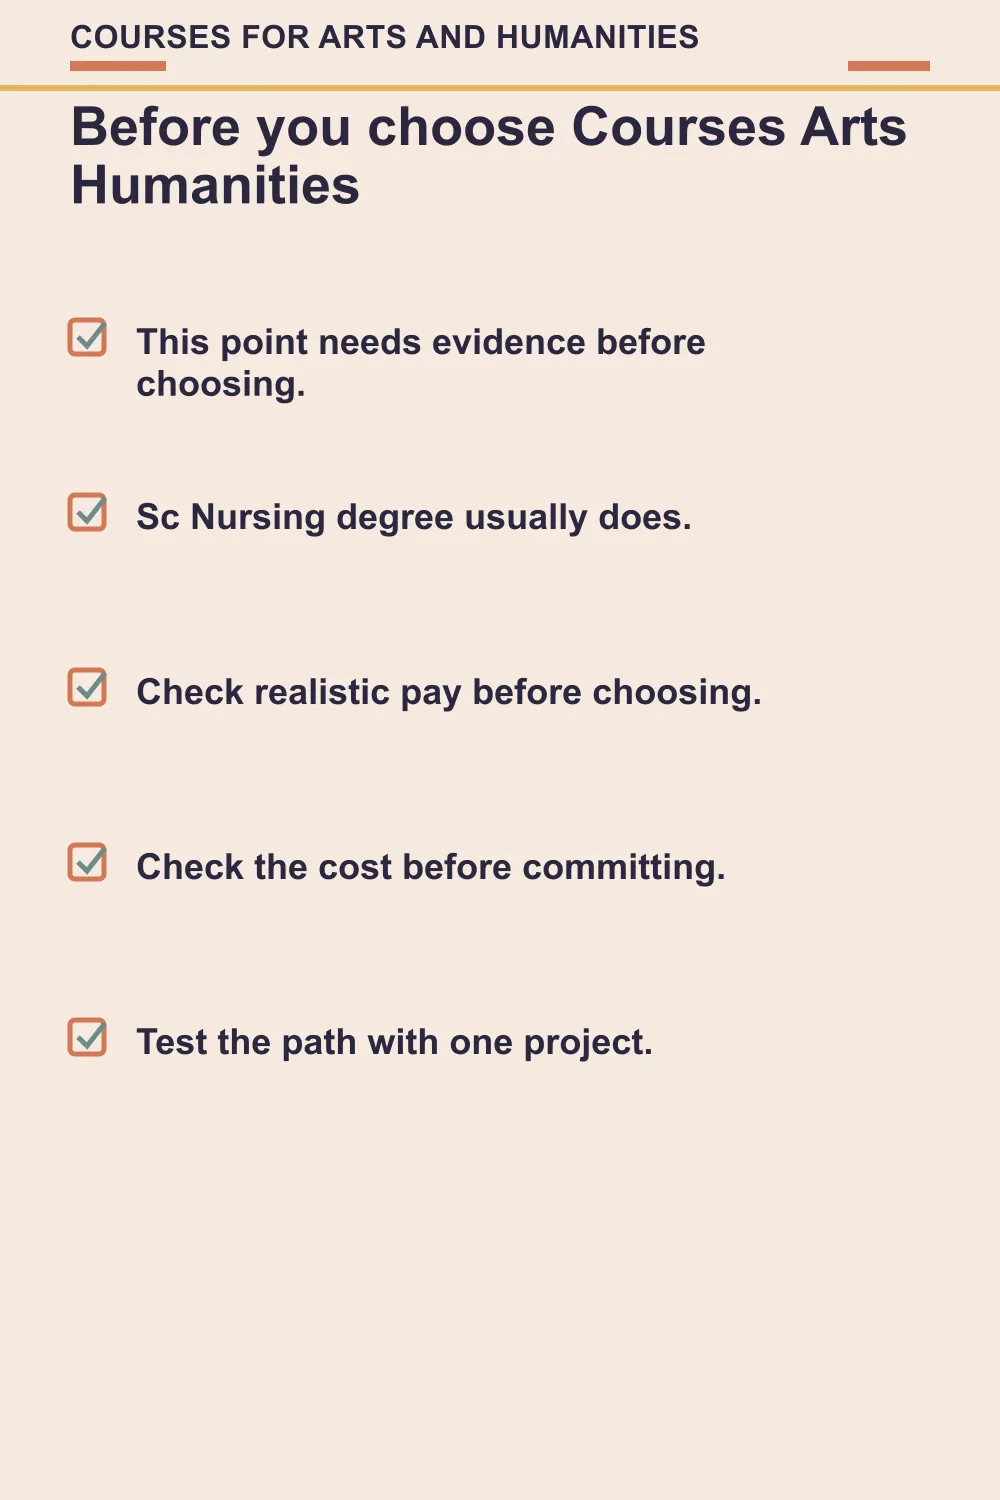 COURSES FOR ARTS AND HUMANITIES
Before you choose Courses Arts
Humanities
This point needs evidence before
choosing.
Sc Nursing degree usually does.
Check realistic pay before choosing.
Check the cost before committing.
Test the path with one project.